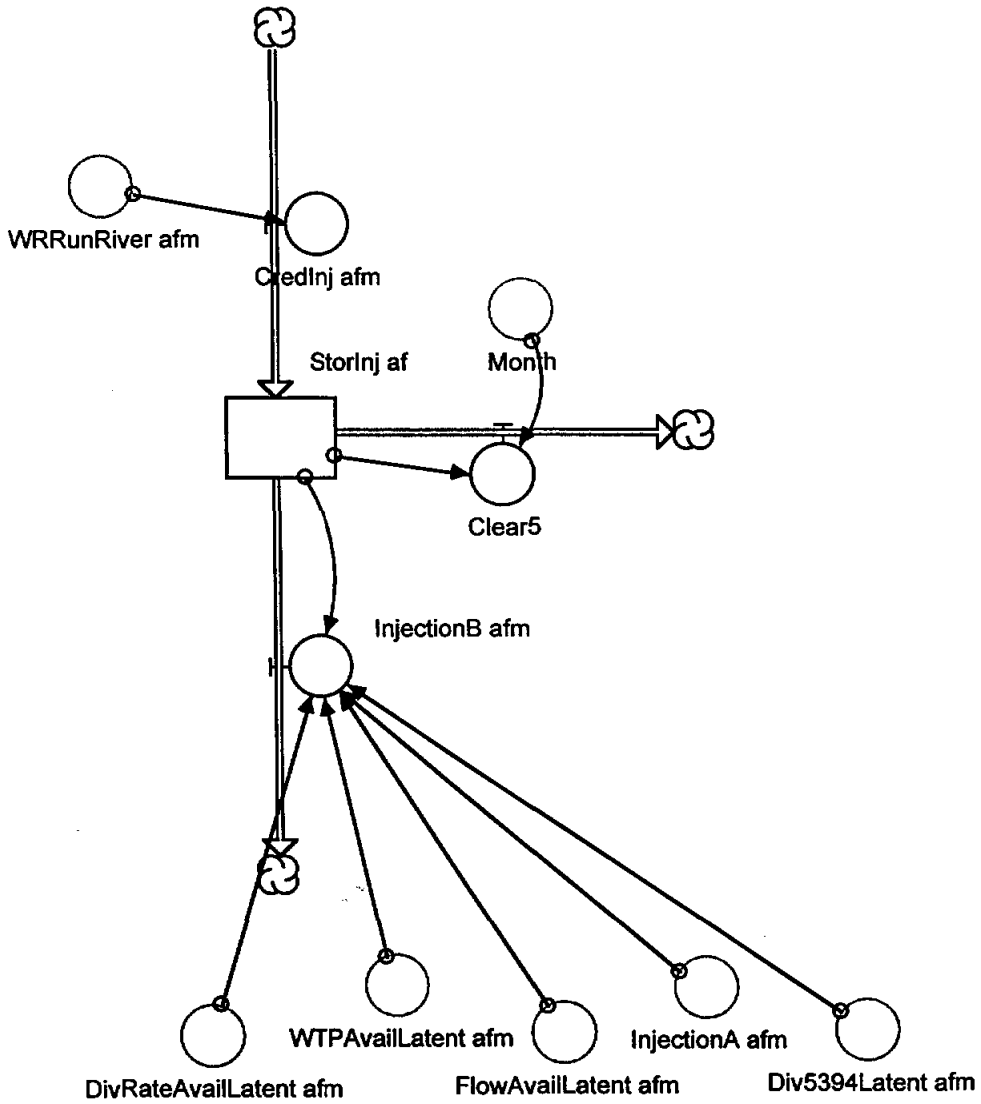 WRRunRiver afm
CredInj afm
StorInj af
Month
Clear5
InjectionB afm
WTPAvailLatent afm
InjectionA afm
DivRateAvailLatent afm
FlowAvailLatent afm
Div5394Latent afm